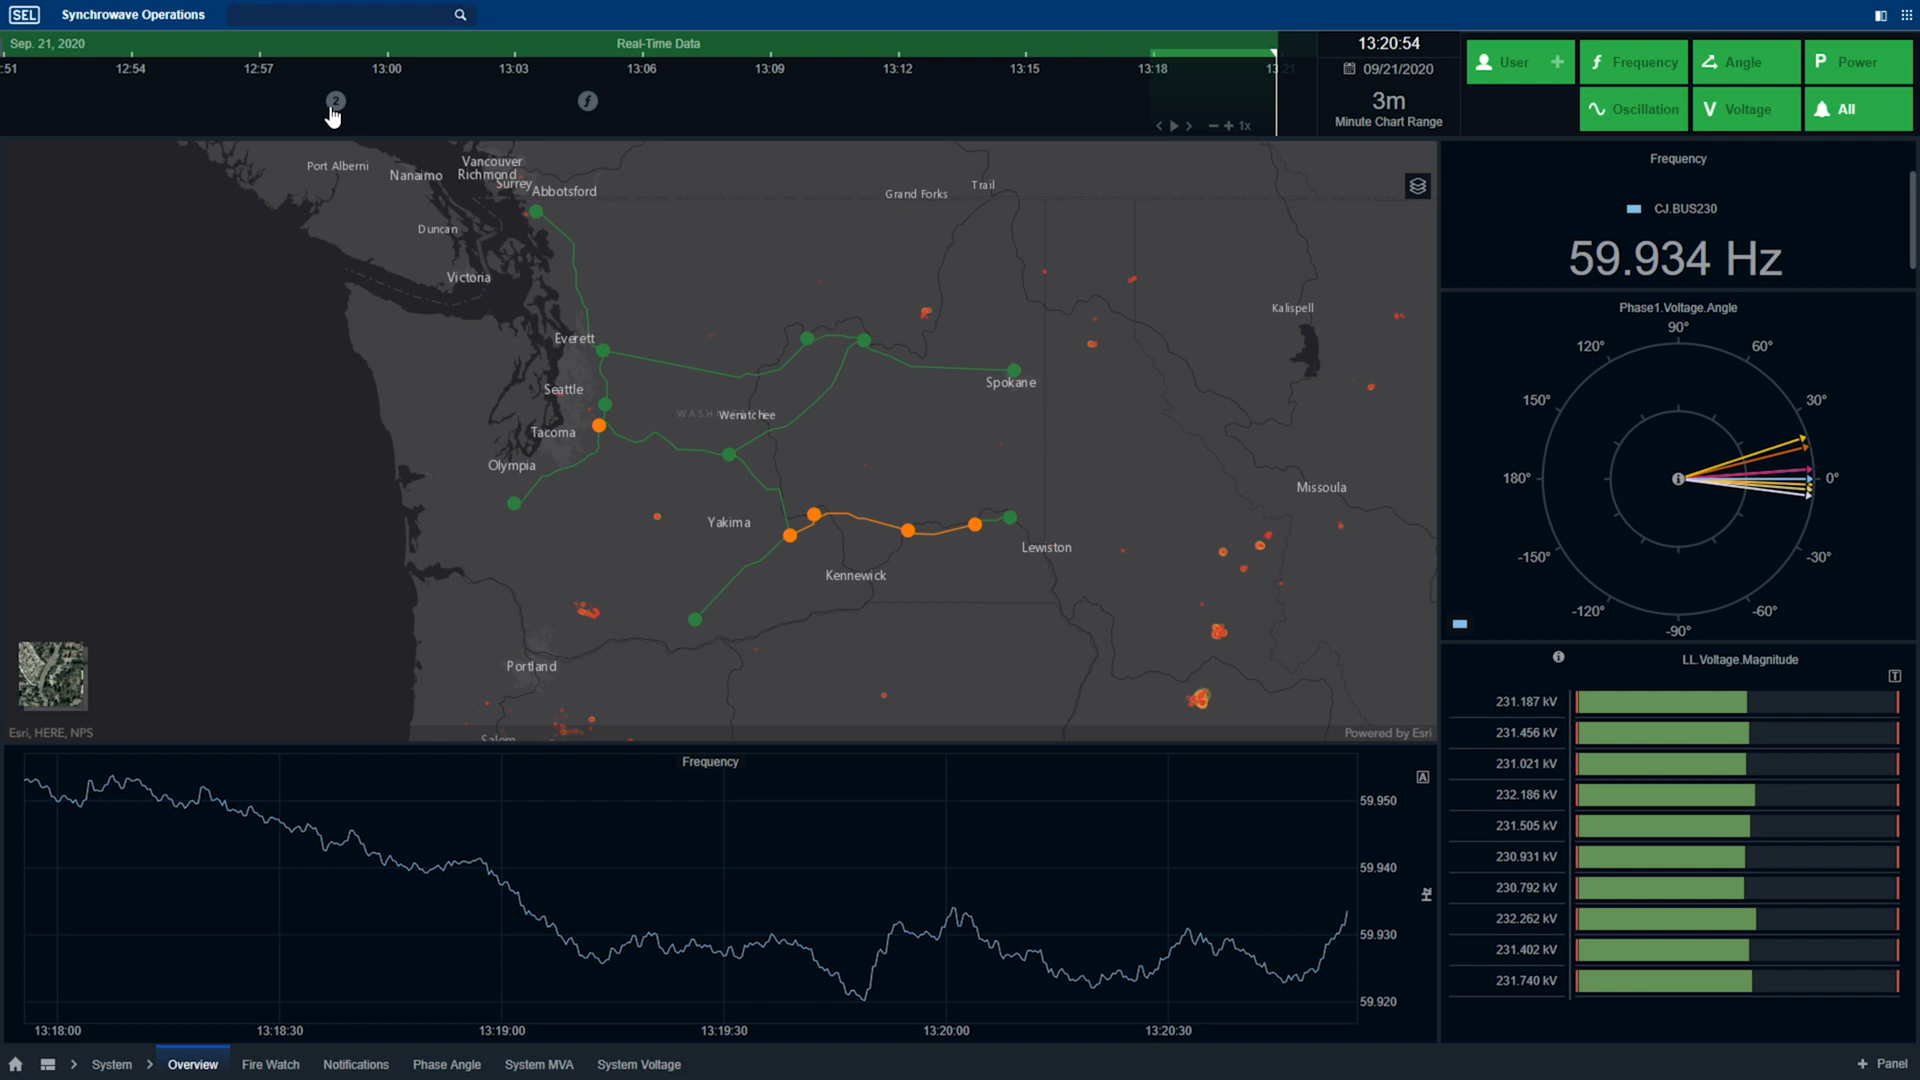 SEL Synchrowave Operations
Sep. 21, 2020 Real-Time Data
:51 12:54 12:57 13:00 13:03 13:06 13:09 13:12 13:15 13:18 13:21
2 f
1x
13:20:54
09/21/2020
3m
Minute Chart Range
User f Frequency Angle P Power
Oscillation V Voltage All
Port Alberni
Nanaimo
Vancouver
Richmond
Surrey
Abbotsford
Grand Forks
Trail
Duncan
Victoria
Kalispell
Everett
Seattle
Spokane
Wenatchee
Tacoma
Olympia
Missoula
Yakima
Lewiston
Kennewick
Portland
Salem
Esri, HERE, NPS
Powered by Esri
Frequency
CJ.BUS230
59.934 Hz
Phase1.Voltage.Angle
90°
120° 60°
150° 30°
180° 0°
-150° -30°
-120° -60°
-90°
LL.Voltage.Magnitude
T
231.187 kV
231.456 kV
231.021 kV
232.186 kV
231.505 kV
230.931 kV
230.792 kV
232.262 kV
231.402 kV
231.740 kV
Frequency
A
59.950
59.940
Hz
59.930
59.920
13:18:00 13:18:30 13:19:00 13:19:30 13:20:00 13:20:30
System Overview Fire Watch Notifications Phase Angle System MVA System Voltage + Panel